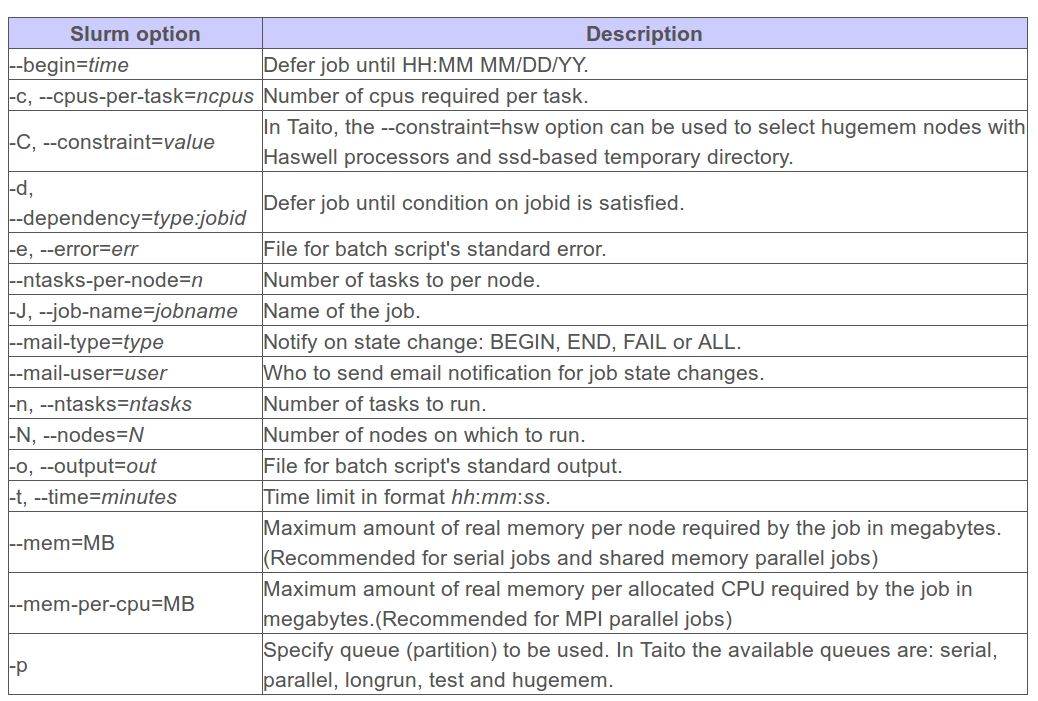 Slurm option Description
--begin=time Defer job until HH:MM MM/DD/YY.
-c, --cpus-per-task=ncpus Number of cpus required per task.
-C, --constraint=value In Taito, the --constraint=hsw option can be used to select hugemem nodes with
Haswell processors and ssd-based temporary directory.
-d,
--dependency=type:jobid Defer job until condition on jobid is satisfied.
-e, --error=err File for batch script's standard error.
--ntasks-per-node=n Number of tasks to per node.
-J, --job-name=jobname Name of the job.
--mail-type=type Notify on state change: BEGIN, END, FAIL or ALL.
--mail-user=user Who to send email notification for job state changes.
-n, --ntasks=ntasks Number of tasks to run.
-N, --nodes=N Number of nodes on which to run.
-o, --output=out File for batch script's standard output.
-t, --time=minutes Time limit in format hh:mm:ss.
--mem=MB Maximum amount of real memory per node required by the job in megabytes.
(Recommended for serial jobs and shared memory parallel jobs)
--mem-per-cpu=MB Maximum amount of real memory per allocated CPU required by the job in
megabytes.(Recommended for MPI parallel jobs)
-p Specify queue (partition) to be used. In Taito the available queues are: serial,
parallel, longrun, test and hugemem.